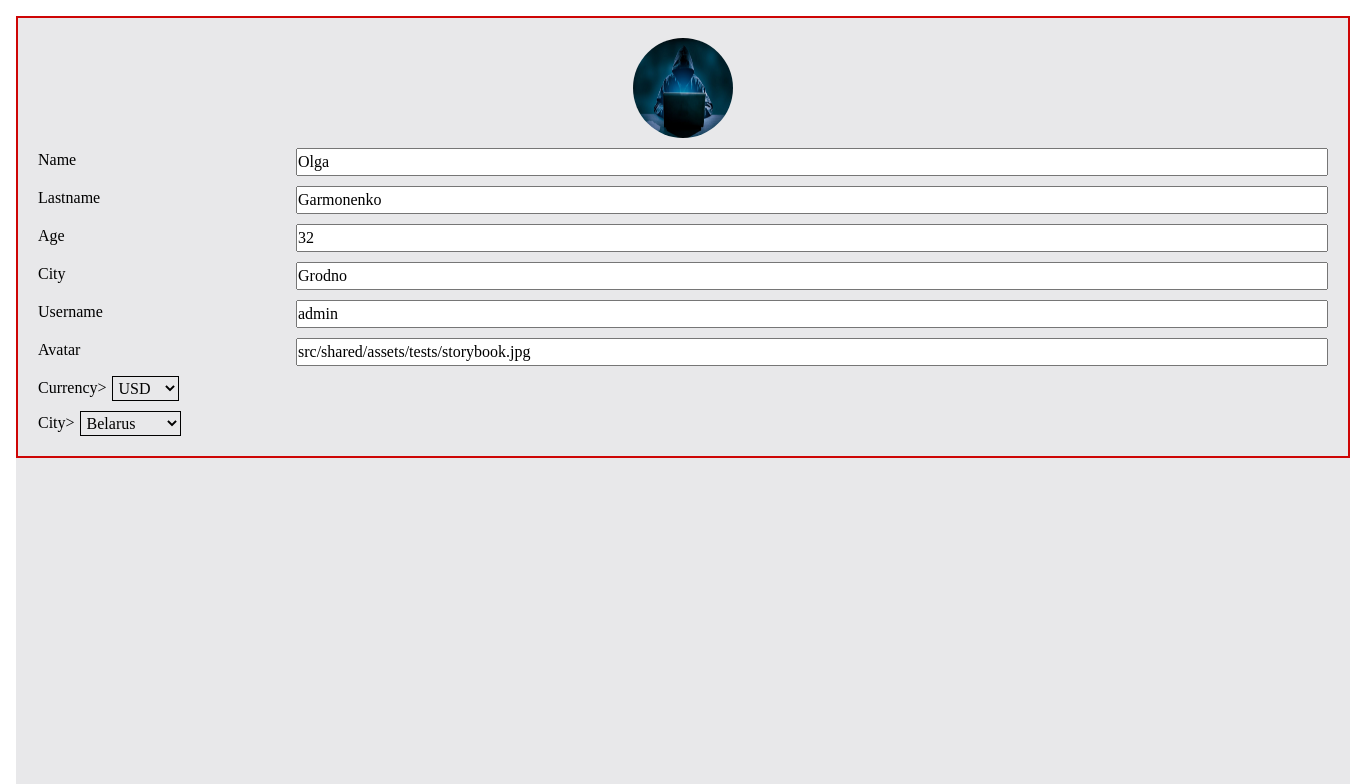 Name Olga
Lastname Garmonenko
Age 32
City Grodno
Username admin
Avatar src/shared/assets/tests/storybook.jpg
Currency> USD
City> Belarus